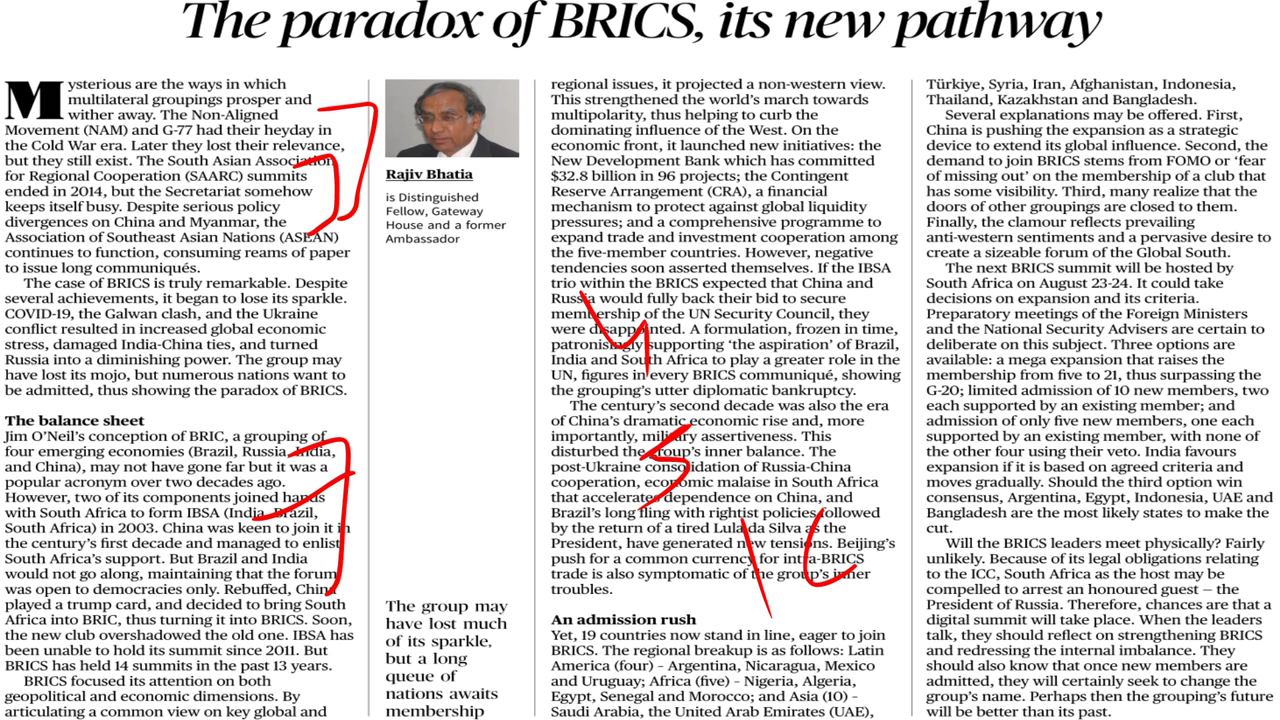 The paradox of BRICS, its new pathway
Mysterious are the ways in which
multilateral groupings prosper and
wither away. The Non-Aligned
Movement (NAM) and G-77 had their heyday in
the Cold War era. Later they lost their relevance,
but they still exist. The South Asian Association
for Regional Cooperation (SAARC) summits
ended in 2014, but the Secretariat somehow
keeps itself busy. Despite serious policy
divergences on China and Myanmar, the
Association of Southeast Asian Nations (ASEAN)
continues to function, consuming reams of paper
to issue long communiqués.
The case of BRICS is truly remarkable. Despite
several achievements, it began to lose its sparkle.
COVID-19, the Galwan clash, and the Ukraine
conflict resulted in increased global economic
stress, damaged India-China ties, and turned
Russia into a diminishing power. The group may
have lost its mojo, but numerous nations want to
be admitted, thus showing the paradox of BRICS.
The balance sheet
Jim O'Neil's conception of BRIC, a grouping of
four emerging economies (Brazil, Russia, India,
and China), may not have gone far but it was a
popular acronym over two decades ago.
However, two of its components joined hands
with South Africa to form IBSA (India, Brazil,
South Africa) in 2003. China was keen to join it in
the century's first decade and managed to enlist
South Africa's support. But Brazil and India
would not go along, maintaining that the forum
was open to democracies only. Rebuffed, China
played a trump card, and decided to bring South
Africa into BRIC, thus turning it into BRICS. Soon,
the new club overshadowed the old one. IBSA has
been unable to hold its summit since 2011. But
BRICS has held 14 summits in the past 13 years.
BRICS focused its attention on both
geopolitical and economic dimensions. By
articulating a common view on key global and
Rajiv Bhatia
is Distinguished
Fellow, Gateway
House and a former
Ambassador
The group may
have lost much
of its sparkle,
but a long
queue of
nations awaits
membership
regional issues, it projected a non-western view.
This strengthened the world's march towards
multipolarity, thus helping to curb the
dominating influence of the West. On the
economic front, it launched new initiatives: the
New Development Bank which has committed
$32.8 billion in 96 projects; the Contingent
Reserve Arrangement (CRA), a financial
mechanism to protect against global liquidity
pressures; and a comprehensive programme to
expand trade and investment cooperation among
the five-member countries. However, negative
tendencies soon asserted themselves. If the IBSA
trio within the BRICS expected that China and
Russia would fully back their bid to secure
membership of the UN Security Council, they
were disappointed. A formulation, frozen in time,
patronisingly supporting 'the aspiration' of Brazil,
India and South Africa to play a greater role in the
UN, figures in every BRICS communiqué, showing
the grouping's utter diplomatic bankruptcy.
The century's second decade was also the era
of China's dramatic economic rise and, more
importantly, military assertiveness. This
disturbed the group's inner balance. The
post-Ukraine consolidation of Russia-China
cooperation, economic malaise in South Africa
that accelerates dependence on China, and
Brazil's long fling with rightist policies followed
by the return of a tired Lula da Silva as the
President, have generated new tensions. Beijing's
push for a common currency for intra-BRICS
trade is also symptomatic of the group's inner
troubles.
An admission rush
Yet, 19 countries now stand in line, eager to join
BRICS. The regional breakup is as follows: Latin
America (four) – Argentina, Nicaragua, Mexico
and Uruguay; Africa (five) – Nigeria, Algeria,
Egypt, Senegal and Morocco; and Asia (10) –
Saudi Arabia, the United Arab Emirates (UAE),
Türkiye, Syria, Iran, Afghanistan, Indonesia,
Thailand, Kazakhstan and Bangladesh.
Several explanations may be offered. First,
China is pushing the expansion as a strategic
device to extend its global influence. Second, the
demand to join BRICS stems from FOMO or 'fear
of missing out' on the membership of a club that
has some visibility. Third, many realize that the
doors of other groupings are closed to them.
Finally, the clamour reflects prevailing
anti-western sentiments and a pervasive desire to
create a sizeable forum of the Global South.
The next BRICS summit will be hosted by
South Africa on August 23-24. It could take
decisions on expansion and its criteria.
Preparatory meetings of the Foreign Ministers
and the National Security Advisers are certain to
deliberate on this subject. Three options are
available: a mega expansion that raises the
membership from five to 21, thus surpassing the
G-20; limited admission of 10 new members, two
each supported by an existing member; and
admission of only five new members, one each
supported by an existing member, with none of
the other four using their veto. India favours
expansion if it is based on agreed criteria and
moves gradually. Should the third option win
consensus, Argentina, Egypt, Indonesia, UAE and
Bangladesh are the most likely states to make the
cut.
Will the BRICS leaders meet physically? Fairly
unlikely. Because of its legal obligations relating
to the ICC, South Africa as the host may be
compelled to arrest an honoured guest – the
President of Russia. Therefore, chances are that a
digital summit will take place. When the leaders
talk, they should reflect on strengthening BRICS
and redressing the internal imbalance. They
should also know that once new members are
admitted, they will certainly seek to change the
group's name. Perhaps then the grouping's future
will be better than its past.